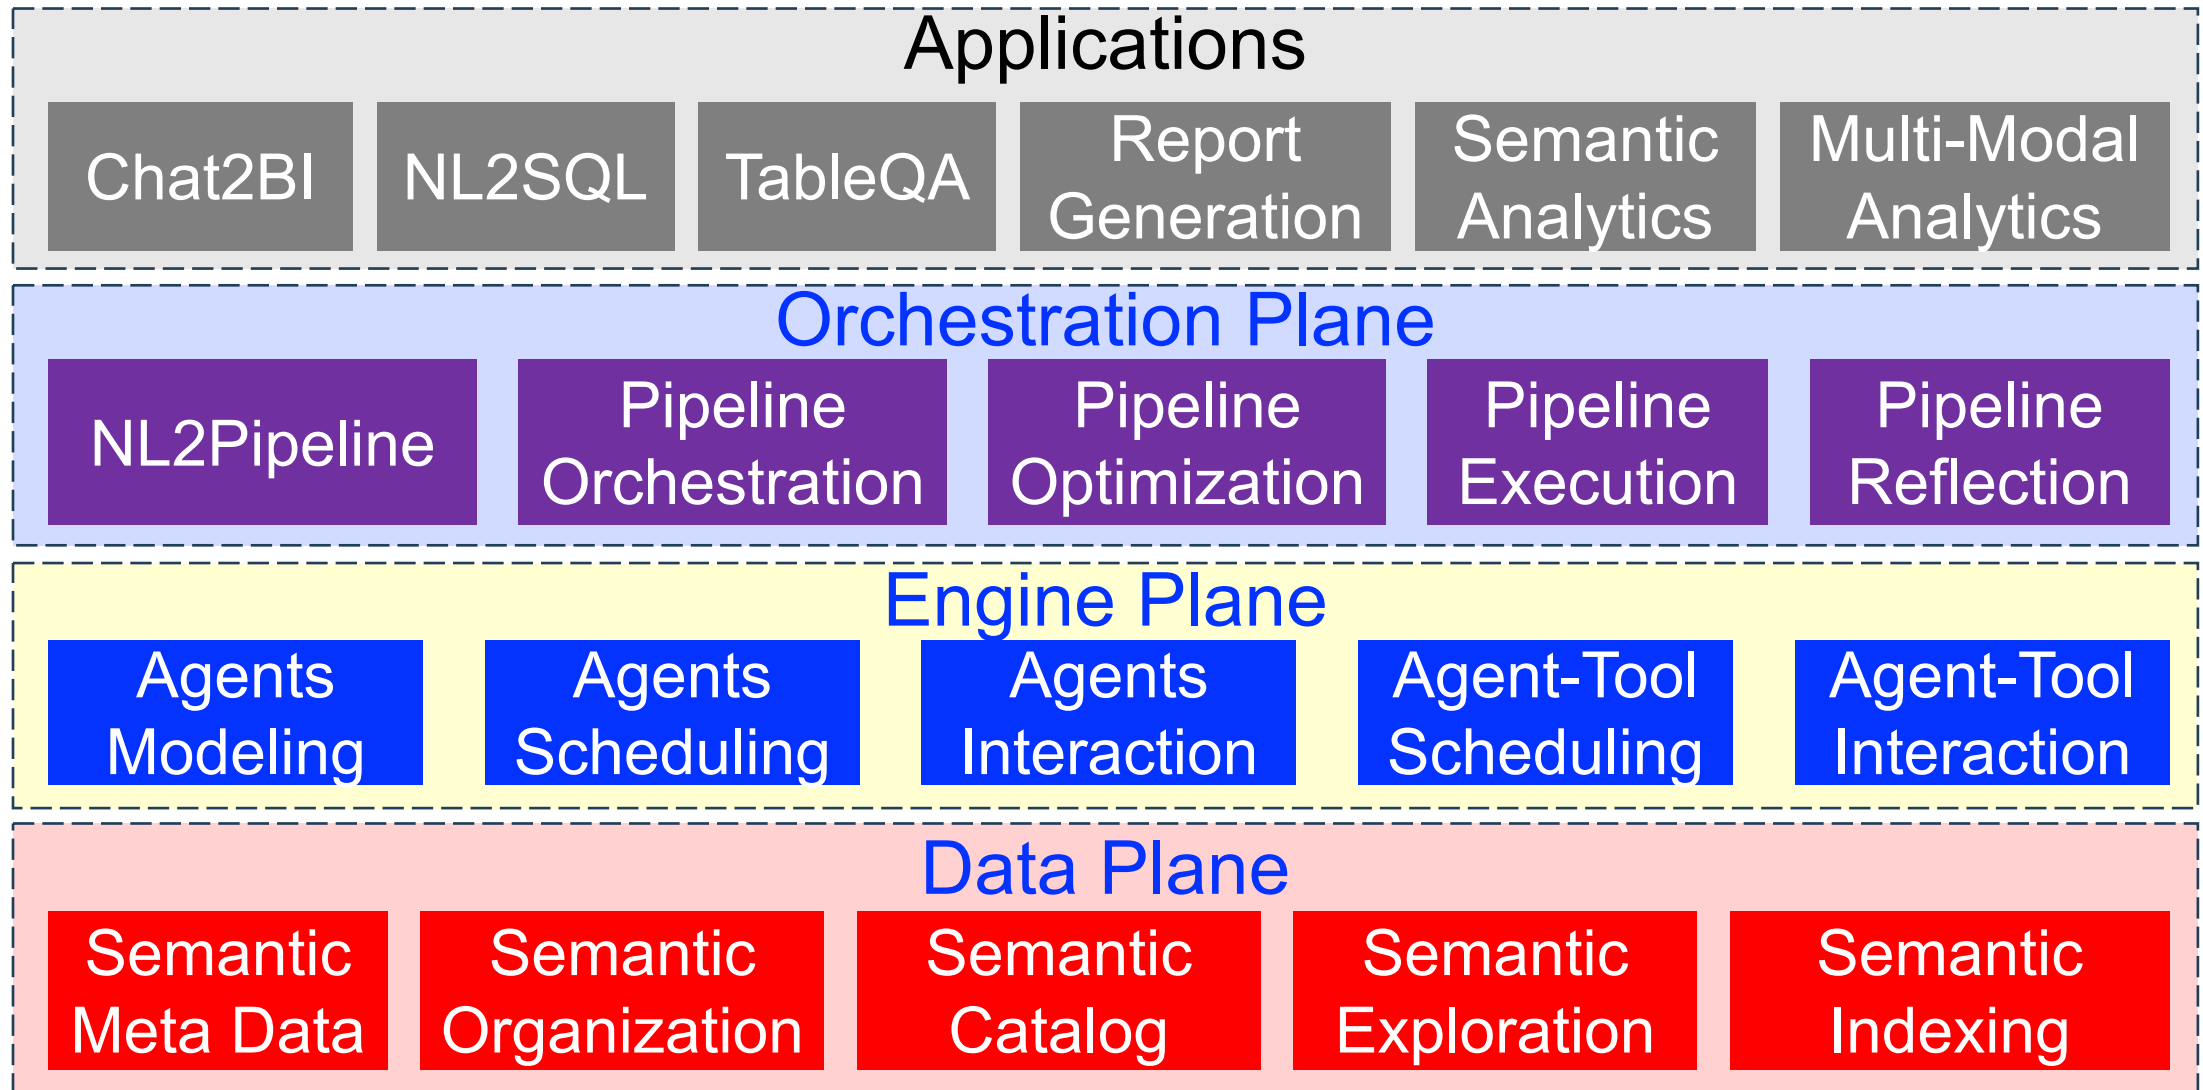 Applications
Chat2BI
NL2SQL
TableQA
Report
Generation
Semantic
Analytics
Multi-Modal
Analytics
Orchestration Plane
NL2Pipeline
Pipeline
Orchestration
Pipeline
Optimization
Pipeline
Execution
Pipeline
Reflection
Engine Plane
Agents
Modeling
Agents
Scheduling
Agents
Interaction
Agent-Tool
Scheduling
Agent-Tool
Interaction
Data Plane
Semantic
Meta Data
Semantic
Organization
Semantic
Catalog
Semantic
Exploration
Semantic
Indexing